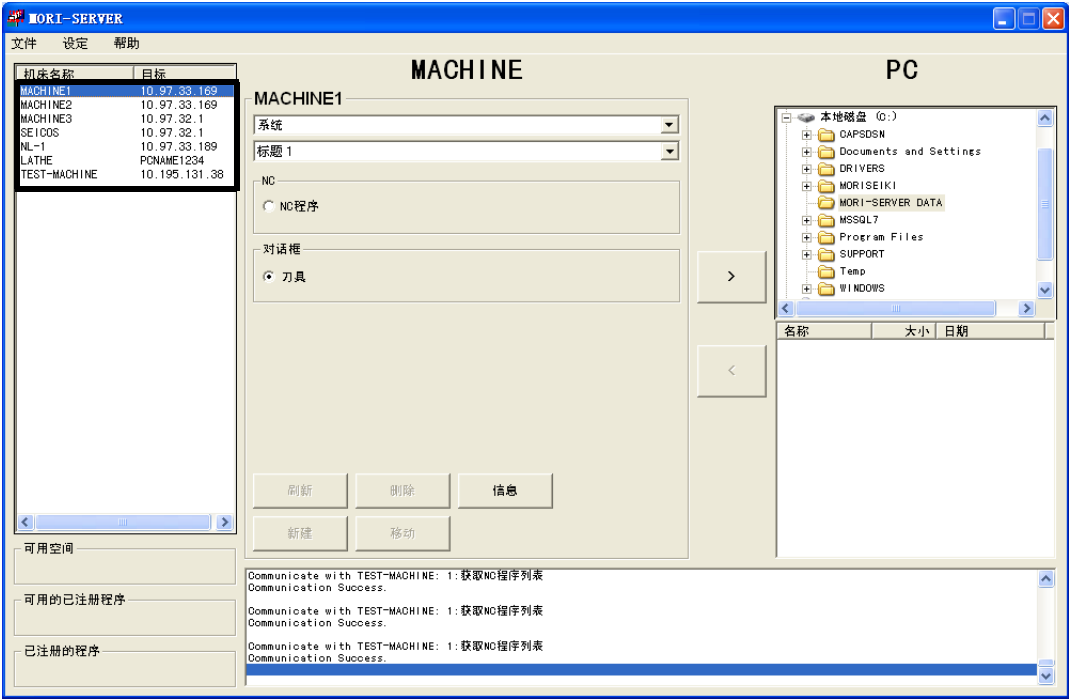 MORI-SERVER
文件 设定 帮助
机床名称 目标
MACHINE1 10.97.33.169
MACHINE2 10.97.33.169
MACHINE3 10.97.32.1
SEICOS 10.97.32.1
NL-1 10.97.33.189
LATHE PCNAME1234
TEST-MACHINE 10.195.131.38
可用空间
可用的已注册程序
已注册的程序
MACHINE
MACHINE1
系统
标题 1
NC
NC程序
对话框
刀具
刷新 删除 信息
新建 移动
>
<
PC
本地磁盘 (C:)
CAPSDSN
Documents and Settings
DRIVERS
MORISEIKI
MORI-SERVER DATA
MSSQL7
Program Files
SUPPORT
Temp
WINDOWS
名称 大小 日期
Communicate with TEST-MACHINE: 1:获取NC程序列表
Communication Success.
Communicate with TEST-MACHINE: 1:获取NC程序列表
Communication Success.
Communicate with TEST-MACHINE: 1:获取NC程序列表
Communication Success.